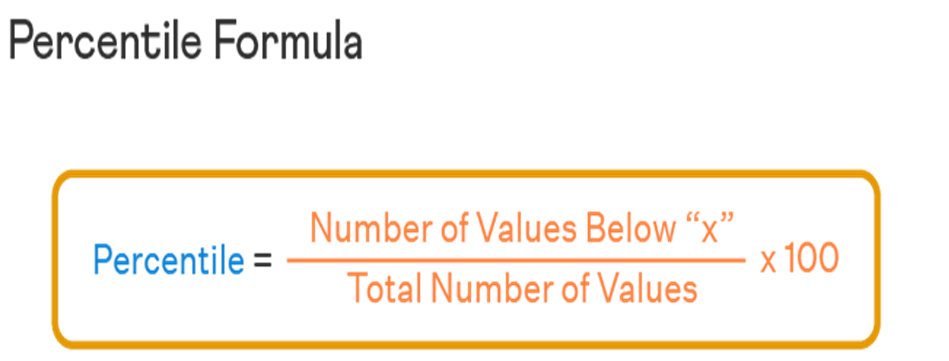 Percentile Formula
Percentile = Number of Values Below “x”
Total Number of Values
x 100